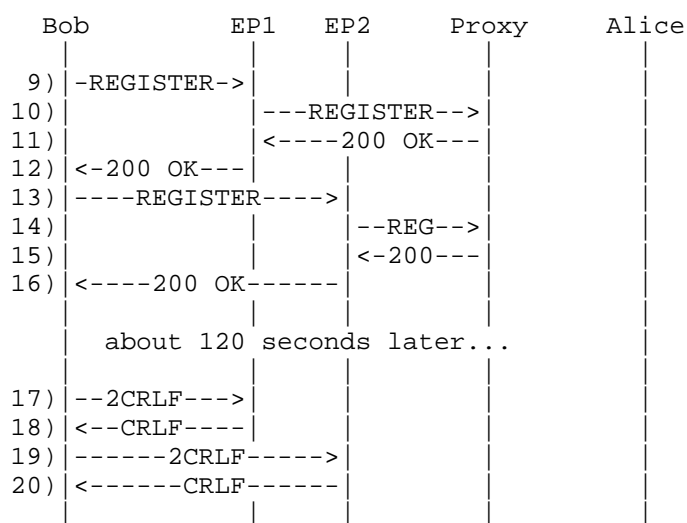 Bob EP1 EP2 Proxy Alice
| | | | |
9)|-REGISTER->| | | |
10)| |---REGISTER-->| |
11)| |<----200 OK---| |
12)|<-200 OK---| | | |
13)|----REGISTER---->| | |
14)| | |--REG-->| |
15)| | |<-200---| |
16)|<----200 OK------| | |
| | | | |
| about 120 seconds later... |
| | | | |
17)|--2CRLF--->| | | |
18)|<--CRLF----| | | |
19)|------2CRLF----->| | |
20)|<------CRLF------| | |
| | | | |